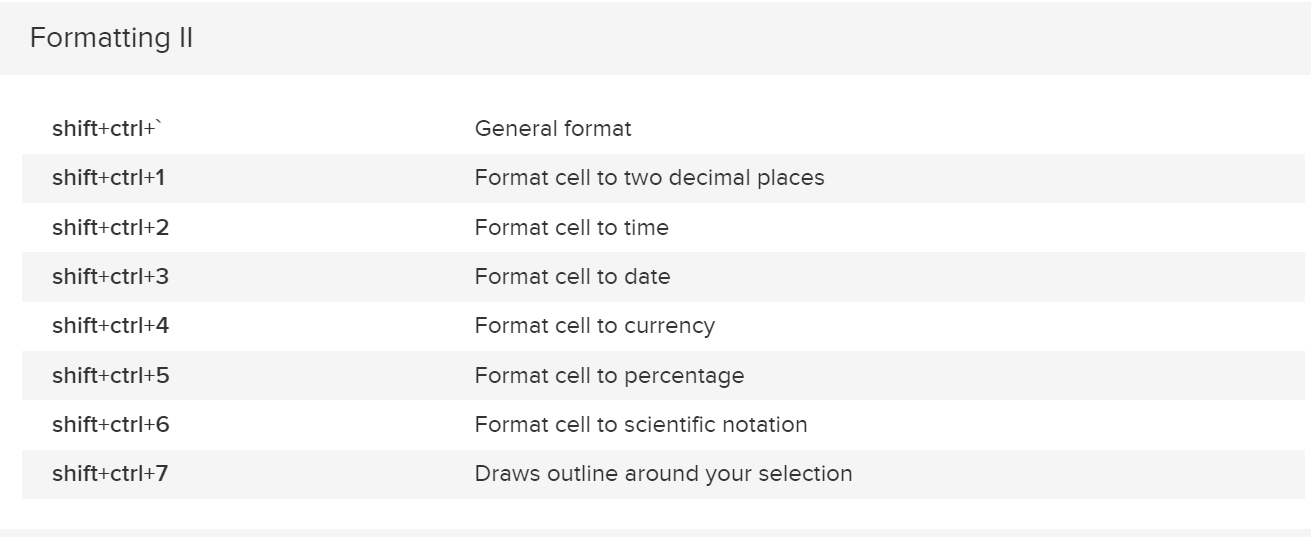 Formatting II
shift+ctrl+` General format
shift+ctrl+1 Format cell to two decimal places
shift+ctrl+2 Format cell to time
shift+ctrl+3 Format cell to date
shift+ctrl+4 Format cell to currency
shift+ctrl+5 Format cell to percentage
shift+ctrl+6 Format cell to scientific notation
shift+ctrl+7 Draws outline around your selection